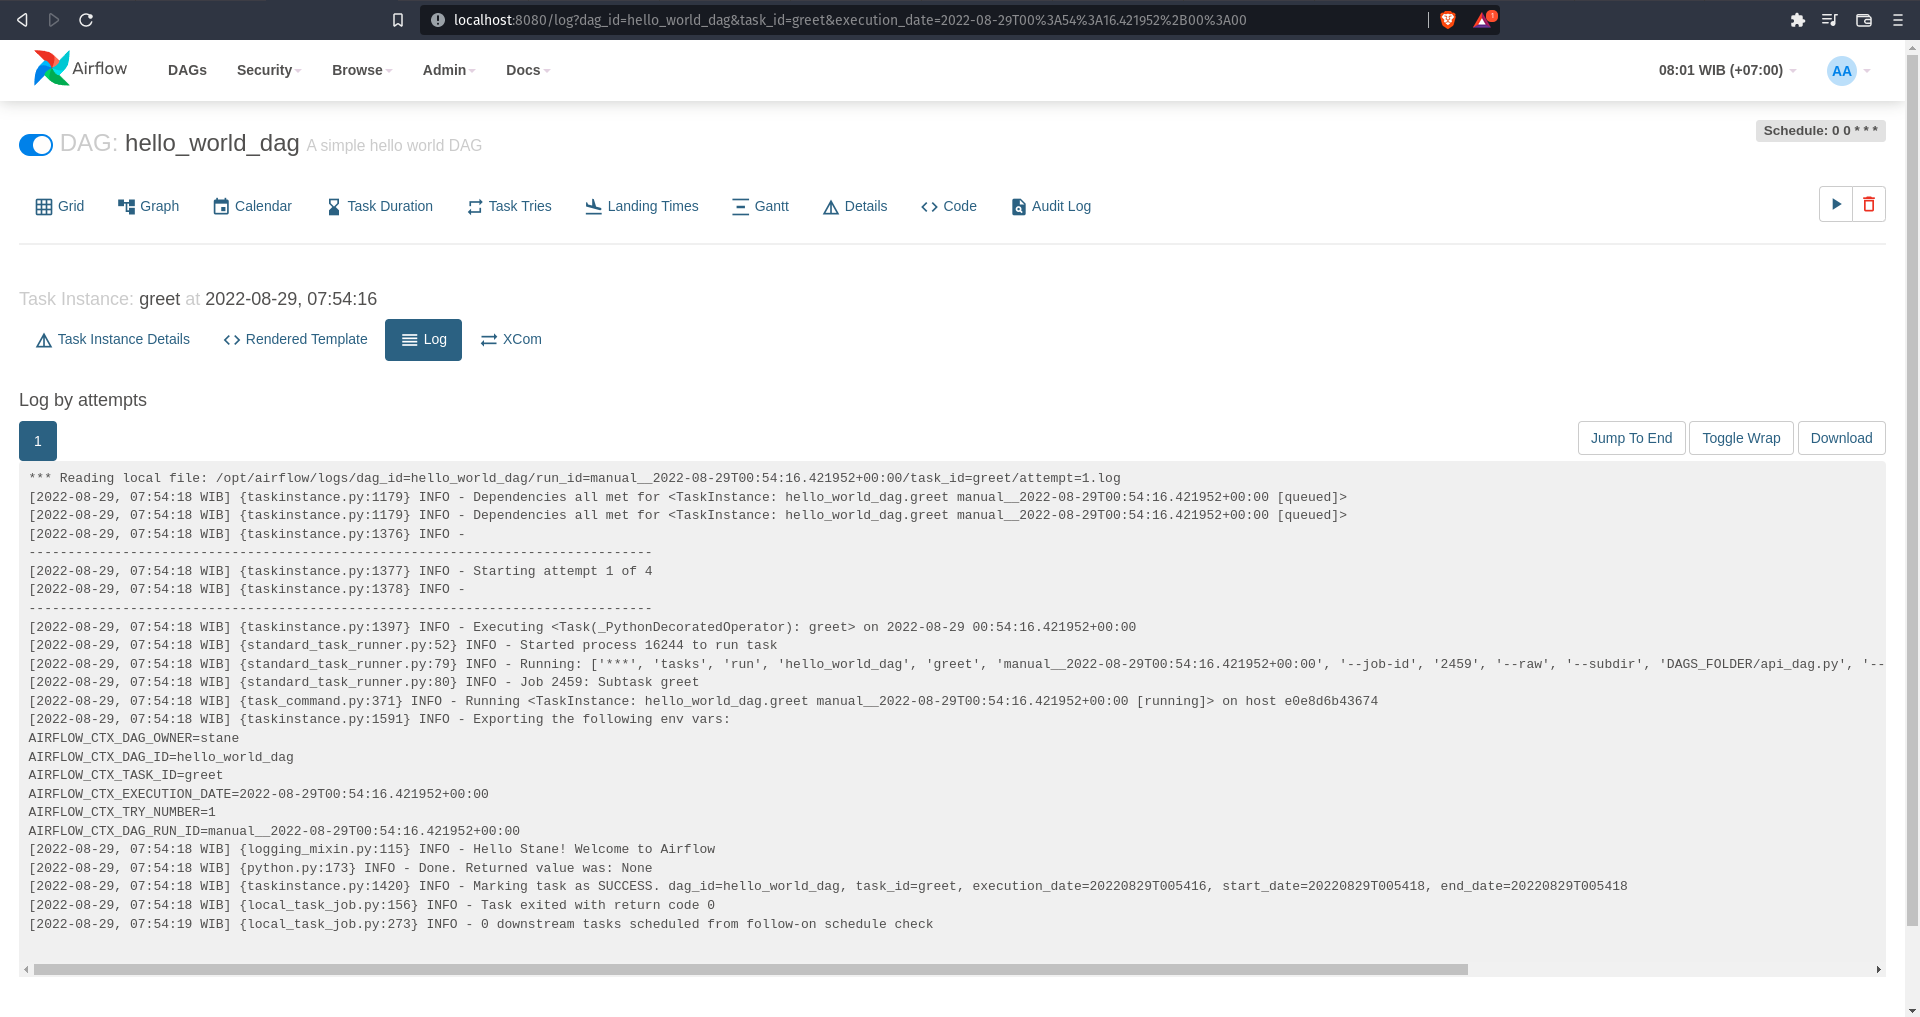 localhost:8080/log?dag_id=hello_world_dag&task_id=greet&execution_date=2022-08-29T00%3A54%3A16.421952%2B00%3A00
1
Airflow DAGs Security Browse Admin Docs 08:01 WIB (+07:00) AA
DAG: hello_world_dag A simple hello world DAG
Schedule: 0 0 * * *
Grid Graph Calendar Task Duration Task Tries Landing Times Gantt Details Code Audit Log
Task Instance: greet at 2022-08-29, 07:54:16
Task Instance Details Rendered Template Log XCom
Log by attempts
1
Jump To End Toggle Wrap Download
*** Reading local file: /opt/airflow/logs/dag_id=hello_world_dag/run_id=manual__2022-08-29T00:54:16.421952+00:00/task_id=greet/attempt=1.log
[2022-08-29, 07:54:18 WIB] {taskinstance.py:1179} INFO - Dependencies all met for <TaskInstance: hello_world_dag.greet manual__2022-08-29T00:54:16.421952+00:00 [queued]>
[2022-08-29, 07:54:18 WIB] {taskinstance.py:1179} INFO - Dependencies all met for <TaskInstance: hello_world_dag.greet manual__2022-08-29T00:54:16.421952+00:00 [queued]>
[2022-08-29, 07:54:18 WIB] {taskinstance.py:1376} INFO -
--------------------------------------------------------------------------------
[2022-08-29, 07:54:18 WIB] {taskinstance.py:1377} INFO - Starting attempt 1 of 4
[2022-08-29, 07:54:18 WIB] {taskinstance.py:1378} INFO -
--------------------------------------------------------------------------------
[2022-08-29, 07:54:18 WIB] {taskinstance.py:1397} INFO - Executing <Task(_PythonDecoratedOperator): greet> on 2022-08-29 00:54:16.421952+00:00
[2022-08-29, 07:54:18 WIB] {standard_task_runner.py:52} INFO - Started process 16244 to run task
[2022-08-29, 07:54:18 WIB] {standard_task_runner.py:79} INFO - Running: ['***', 'tasks', 'run', 'hello_world_dag', 'greet', 'manual__2022-08-29T00:54:16.421952+00:00', '--job-id', '2459', '--raw', '--subdir', 'DAGS_FOLDER/api_dag.py', '--
[2022-08-29, 07:54:18 WIB] {standard_task_runner.py:80} INFO - Job 2459: Subtask greet
[2022-08-29, 07:54:18 WIB] {task_command.py:371} INFO - Running <TaskInstance: hello_world_dag.greet manual__2022-08-29T00:54:16.421952+00:00 [running]> on host e0e8d6b43674
[2022-08-29, 07:54:18 WIB] {taskinstance.py:1591} INFO - Exporting the following env vars:
AIRFLOW_CTX_DAG_OWNER=stane
AIRFLOW_CTX_DAG_ID=hello_world_dag
AIRFLOW_CTX_TASK_ID=greet
AIRFLOW_CTX_EXECUTION_DATE=2022-08-29T00:54:16.421952+00:00
AIRFLOW_CTX_TRY_NUMBER=1
AIRFLOW_CTX_DAG_RUN_ID=manual__2022-08-29T00:54:16.421952+00:00
[2022-08-29, 07:54:18 WIB] {logging_mixin.py:115} INFO - Hello Stane! Welcome to Airflow
[2022-08-29, 07:54:18 WIB] {python.py:173} INFO - Done. Returned value was: None
[2022-08-29, 07:54:18 WIB] {taskinstance.py:1420} INFO - Marking task as SUCCESS. dag_id=hello_world_dag, task_id=greet, execution_date=20220829T005416, start_date=20220829T005418, end_date=20220829T005418
[2022-08-29, 07:54:18 WIB] {local_task_job.py:156} INFO - Task exited with return code 0
[2022-08-29, 07:54:19 WIB] {local_task_job.py:273} INFO - 0 downstream tasks scheduled from follow-on schedule check